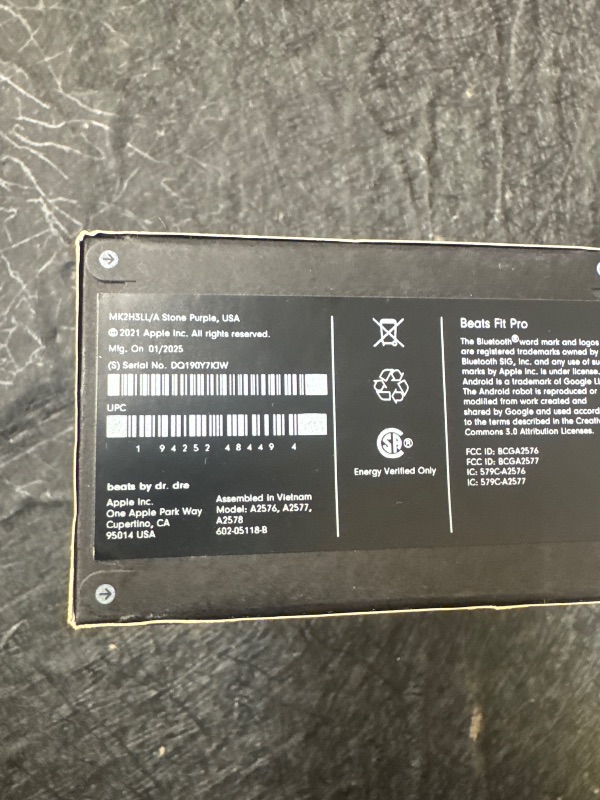 MK2H3LL/A Stone Purple, USA
© 2021 Apple Inc. All rights reserved.
Mfg. On 01/2025
(S) Serial No.
UPC
1 94252 48449 4
beats by dr. dre
Apple Inc.
One Apple Park Way
Cupertino, CA
95014 USA
Assembled in Vietnam
Model: A2576, A2577,
A2578
602-05118-B
SA®
Energy Verified Only
Beats Fit Pro
The Bluetooth® word mark and logos
are registered trademarks owned by
Bluetooth SIG, Inc. and any use of su
marks by Apple Inc. is under license.
Android is a trademark of Google LL
The Android robot is reproduced or
modified from work created and
shared by Google and used accord
to the terms described in the Creativ
Commons 3.0 Attribution Licenses.
FCC ID: BCGA2576
FCC ID: BCGA2577
IC: 579C-A2576
IC: 579C-A2577